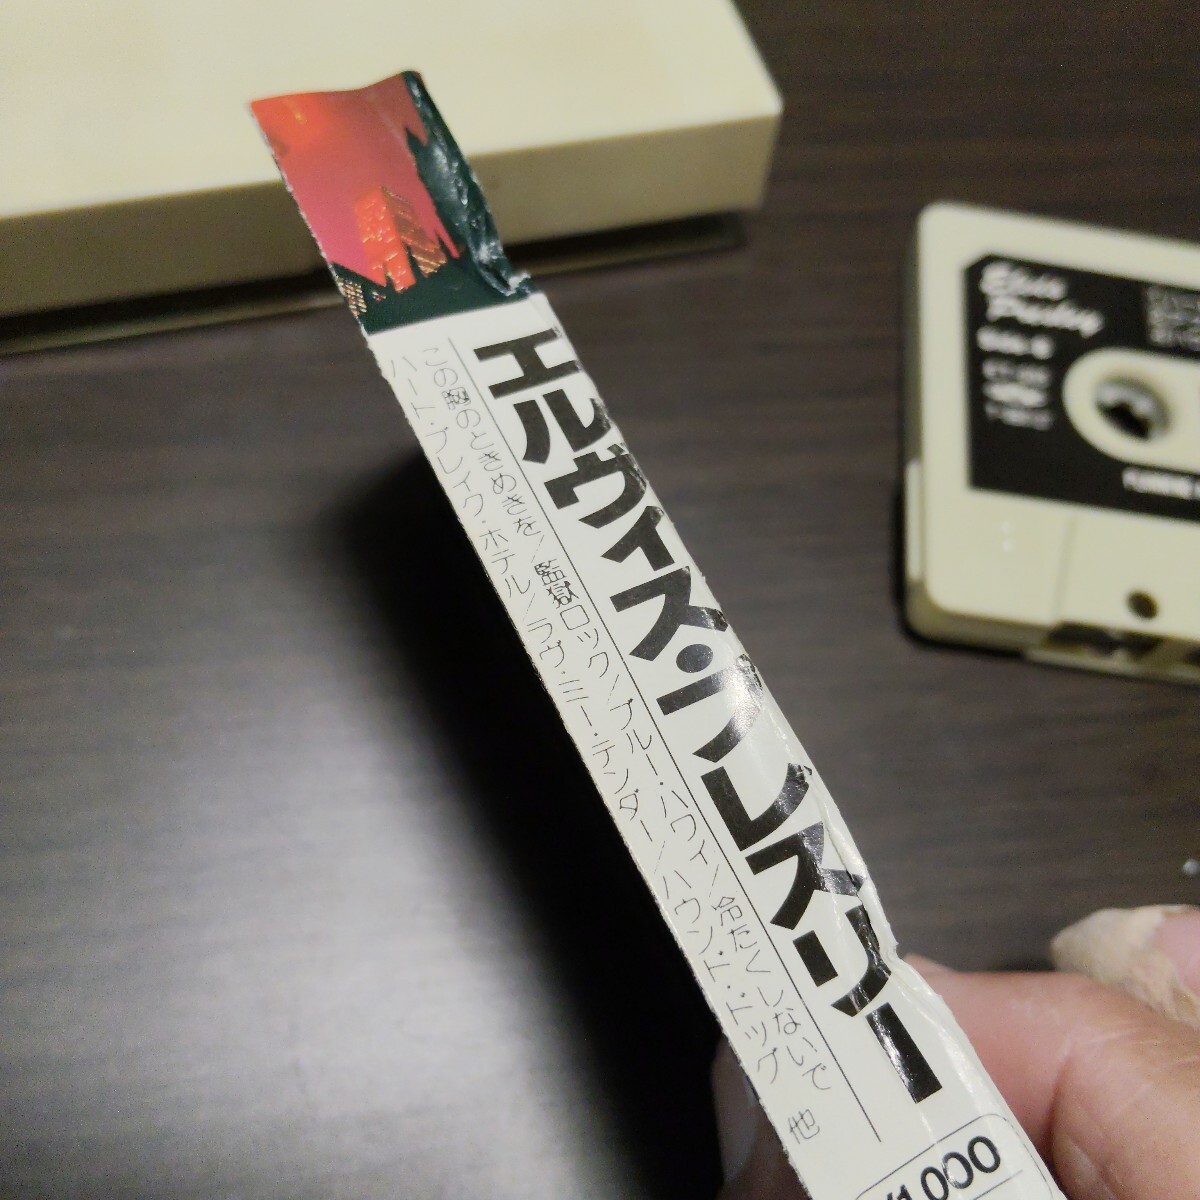 エルヴィス・プレスリー
この胸のときめきを/監獄ロック/ブルー・ハワイ/冷たくしないで
ハート・ブレイク・ホテル/ラヴ・ミー・テンダー/ハウンド・ドッグ 他
¥1,000
Elvis
Presley